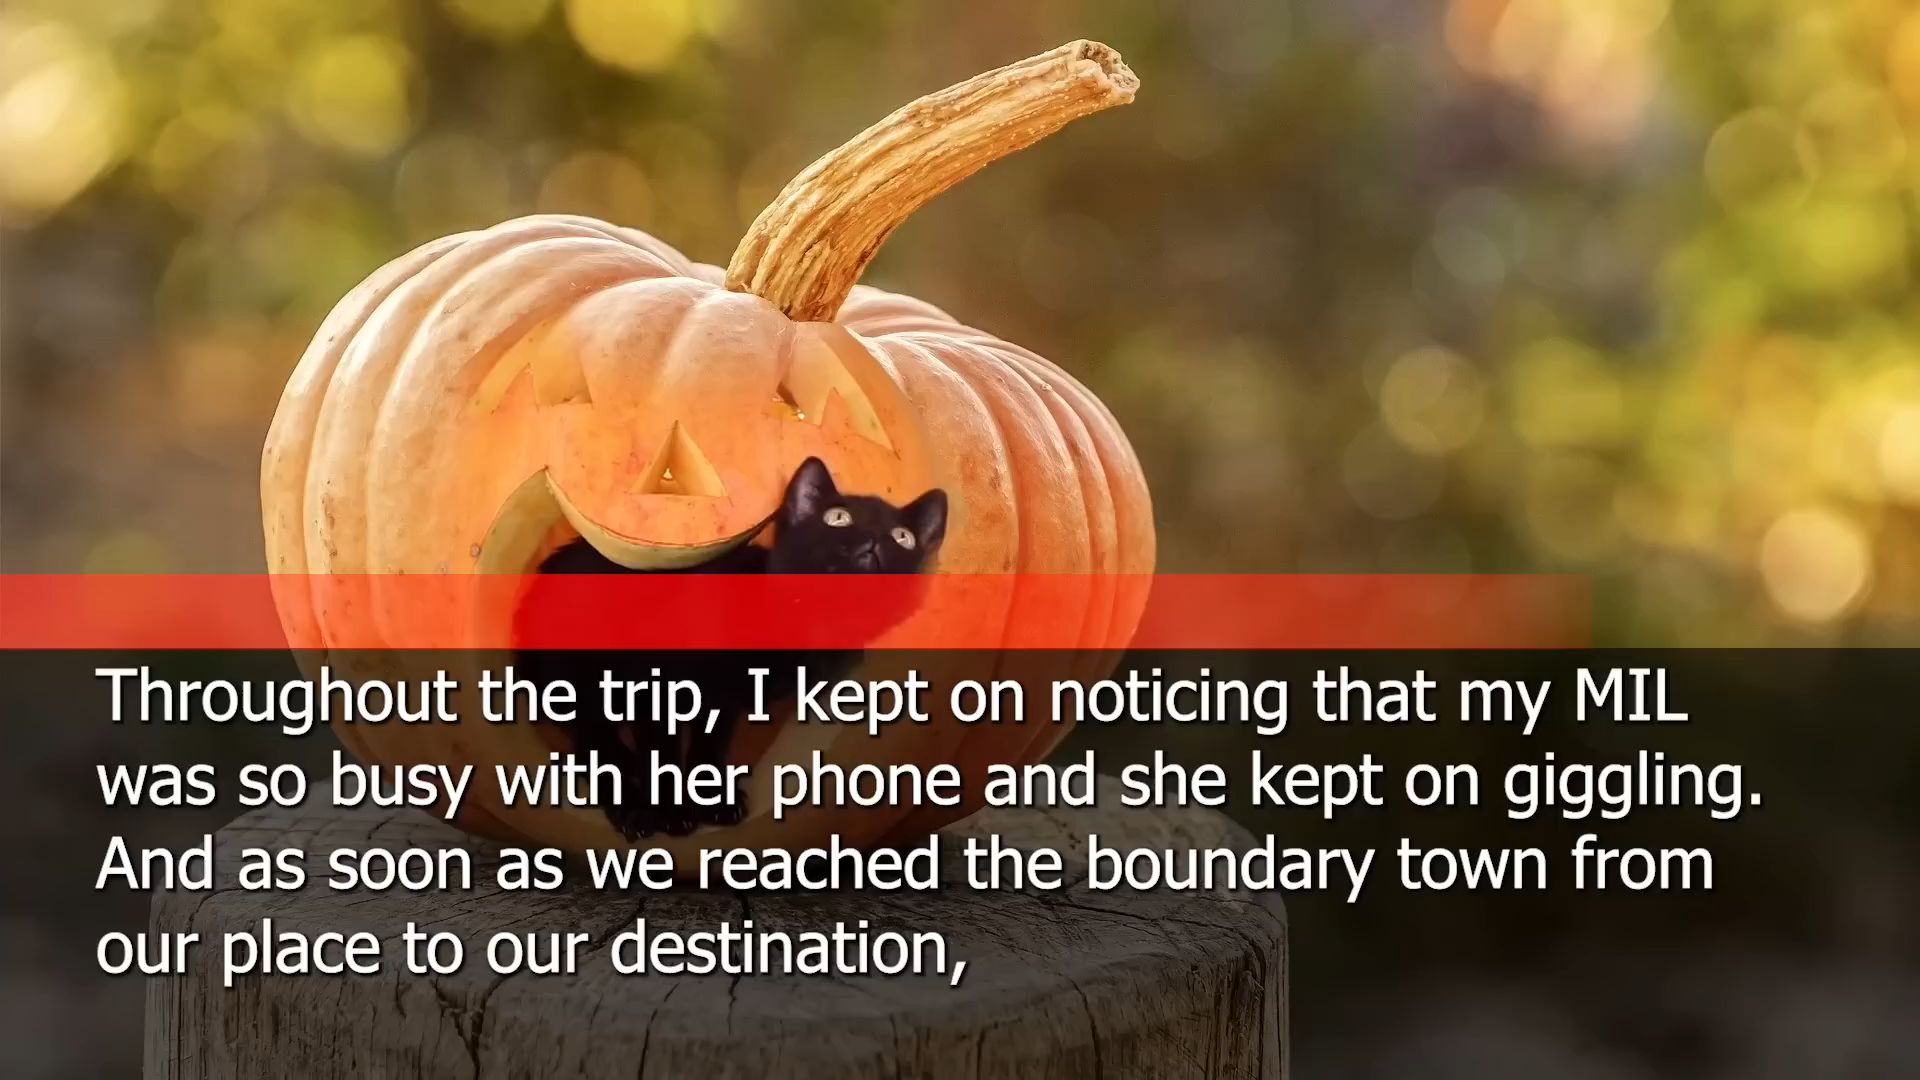 Throughout the trip, I kept on noticing that my MIL
was so busy with her phone and she kept on giggling.
And as soon as we reached the boundary town from
our place to our destination,